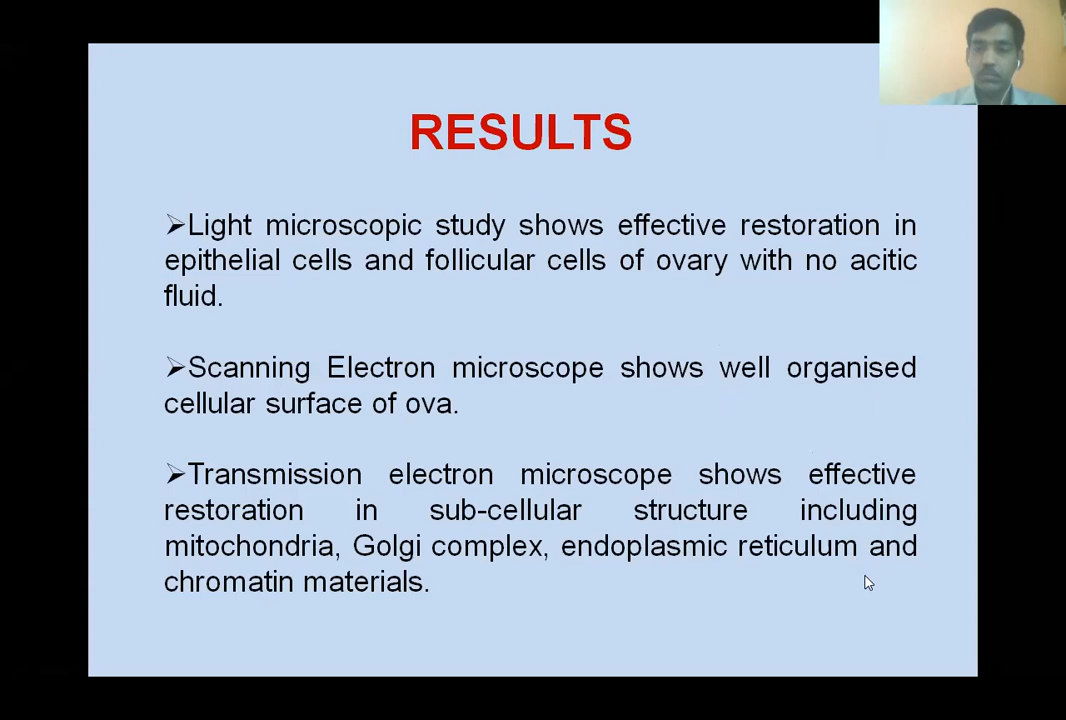 RESULTS
➢Light microscopic study shows effective restoration in
epithelial cells and follicular cells of ovary with no acitic
fluid.
➢Scanning Electron microscope shows well organised
cellular surface of ova.
➢Transmission electron microscope shows effective
restoration in sub-cellular structure including
mitochondria, Golgi complex, endoplasmic reticulum and
chromatin materials.